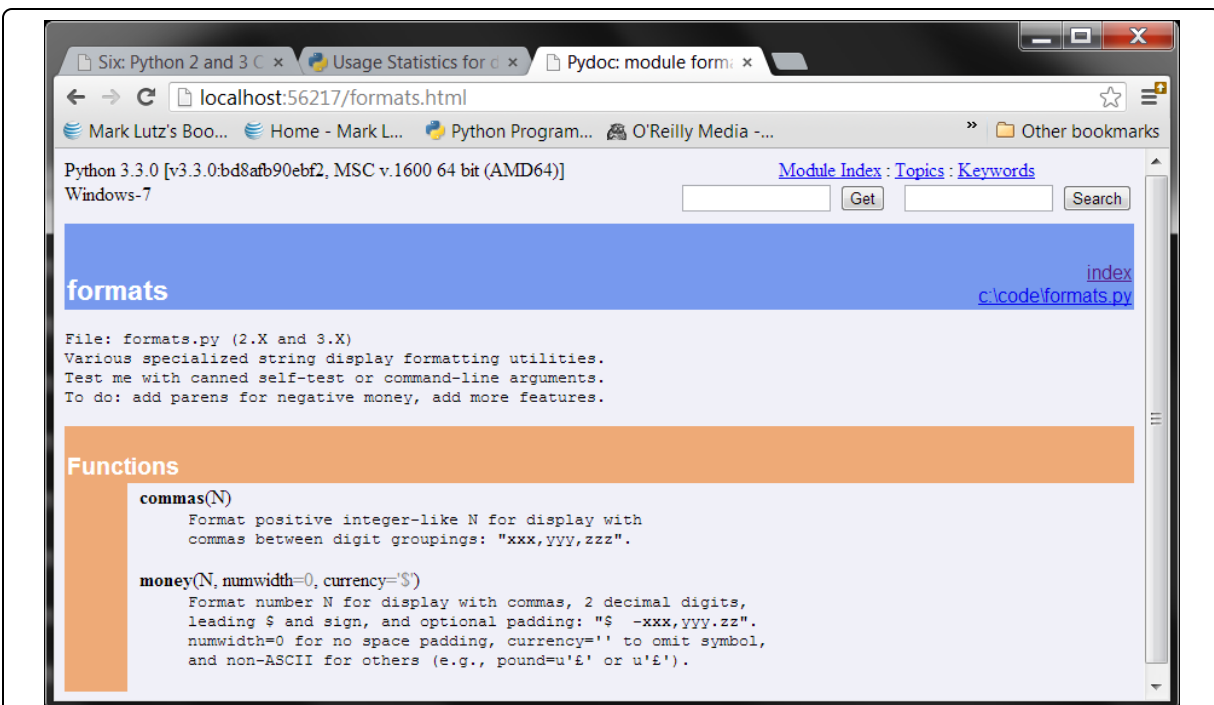 Six: Python 2 and 3 C
Usage Statistics for d
Pydoc: module forma
localhost:56217/formats.html
Mark Lutz's Boo... Home - Mark L... Python Program... O'Reilly Media -... » Other bookmarks
Python 3.3.0 [v3.3.0:bd8afb90ebf2, MSC v.1600 64 bit (AMD64)]
Windows-7
Module Index : Topics : Keywords
Get
Search
formats
index
c:\code\formats.py
File: formats.py (2.X and 3.X)
Various specialized string display formatting utilities.
Test me with canned self-test or command-line arguments.
To do: add parens for negative money, add more features.
Functions
commas(N)
Format positive integer-like N for display with
commas between digit groupings: "xxx,yyy,zzz".
money(N, numwidth=0, currency='$')
Format number N for display with commas, 2 decimal digits,
leading $ and sign, and optional padding: "$  -xxx,yyy.zz".
numwidth=0 for no space padding, currency='' to omit symbol,
and non-ASCII for others (e.g., pound=u'£' or u'£').